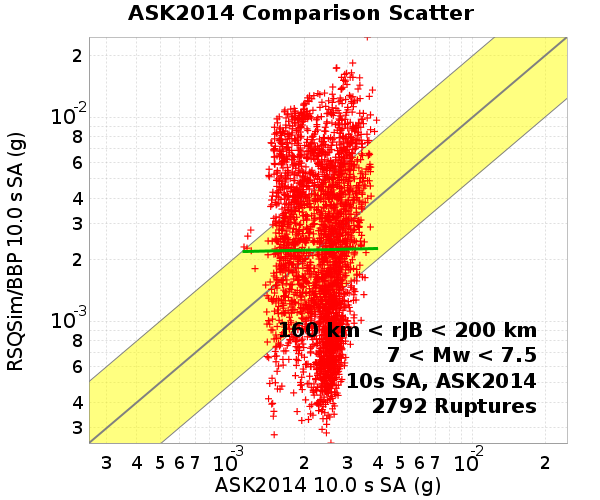 ASK2014 Comparison Scatter
RSQSim/BBP 10.0 s SA (g)
2
10-2
8
6
4
3
2
10-3
8
6
4
3
160 km < rJB < 200 km
7 < Mw < 7.5
10s SA, ASK2014
2792 Ruptures
3 4 5 6 7 10-3 2 3 4 5 6 7 10-2 2
ASK2014 10.0 s SA (g)